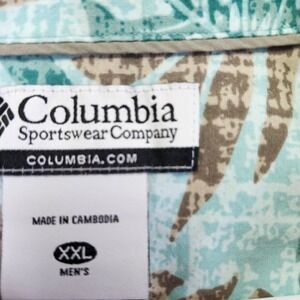 Columbia
Sportswear Company
COLUMBIA.COM
MADE IN CAMBODIA
XXL
MEN'S